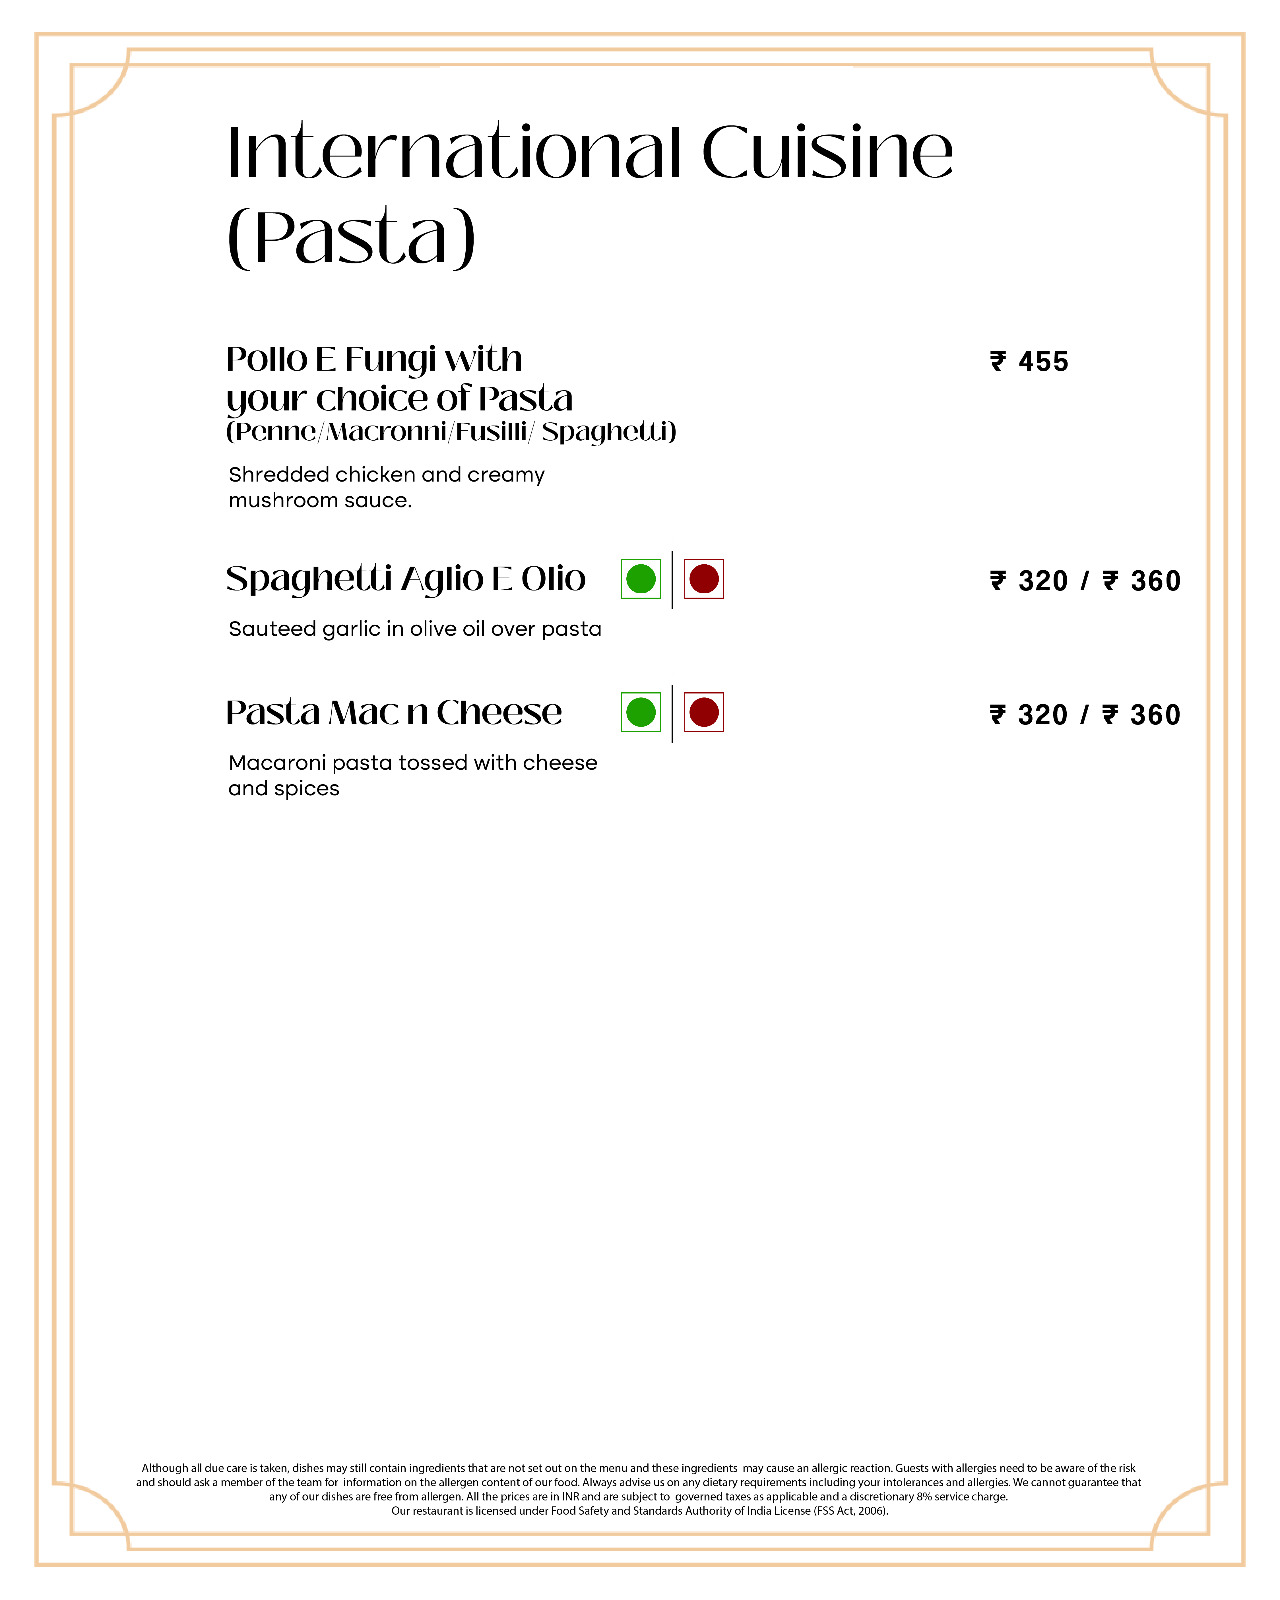 International Cuisine
(Pasta)
Pollo E Fungi with
your choice of Pasta
(Penne/Macronni/Fusilli/ Spaghetti)
₹ 455
Shredded chicken and creamy
mushroom sauce.
Spaghetti Aglio E Olio
₹ 320 / ₹ 360
Sauteed garlic in olive oil over pasta
Pasta Mac n Cheese
₹ 320 / ₹ 360
Macaroni pasta tossed with cheese
and spices
Although all due care is taken, dishes may still contain ingredients that are not set out on the menu and these ingredients may cause an allergic reaction. Guests with allergies need to be aware of the risk
and should ask a member of the team for information on the allergen content of our food. Always advise us on any dietary requirements including your intolerances and allergies. We cannot guarantee that
any of our dishes are free from allergen. All the prices are in INR and are subject to governed taxes as applicable and a discretionary 8% service charge.
Our restaurant is licensed under Food Safety and Standards Authority of India License (FSS Act, 2006).